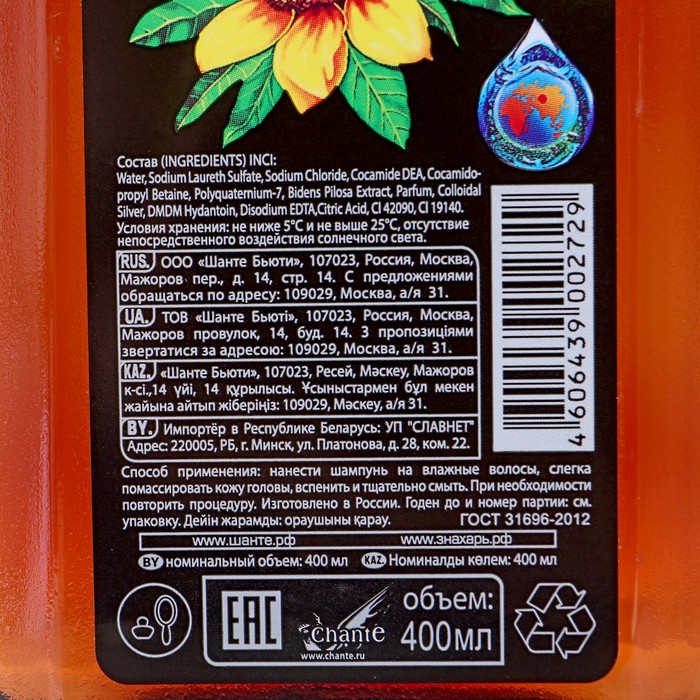 Состав (INGREDIENTS) INCI:
Water, Sodium Laureth Sulfate, Sodium Chloride, Cocamide DEA, Cocamido-
propyl Betaine, Polyquaternium-7, Bidens Pilosa Extract, Parfum, Colloidal
Silver, DMDM Hydantoin, Disodium EDTA,Citric Acid, CI 42090, CI 19140.
Условия хранения: не ниже 5°C и не выше 25°C, отсутствие
непосредственного воздействия солнечного света.
RUS. ООО «Шанте Бьюти», 107023, Россия, Москва,
Мажоров пер., д. 14, стр. 14. С предложениями
обращаться по адресу: 109029, Москва, а/я 31.
UA. ТОВ «Шанте Бьюті», 107023, Россия, Москва,
Мажоров провулок, 14, буд. 14. З пропозиціями
звертатися за адресою: 109029, Москва, а/я 31.
KAZ. «Шанте Бьюти», 107023, Ресей, Мәскеу, Мажоров
к-сі.,14 үйі, 14 құрылысы. Ұсыныстармен бұл мекен
жайына айтып жіберіңіз: 109029, Мәскеу, а/я 31.
BY. Импортёр в Республике Беларусь: УП "СЛАВНЕТ"
Адрес: 220005, РБ, г. Минск, ул. Платонова, д. 28, ком. 22.
Способ применения: нанести шампунь на влажные волосы, слегка
помассировать кожу головы, вспенить и тщательно смыть. При необходимости
повторить процедуру. Изготовлено в России. Годен до и номер партии: см.
упаковку. Дейін жарамды: ораушыны қарау. ГОСТ 31696-2012
www.шанте.рф www.знахарь.рф
BY номинальный объем: 400 мл KAZ. Номиналды көлем: 400 мл
EAC
Chanté
www.chante.ru
объем:
400мл
4 606439 002729